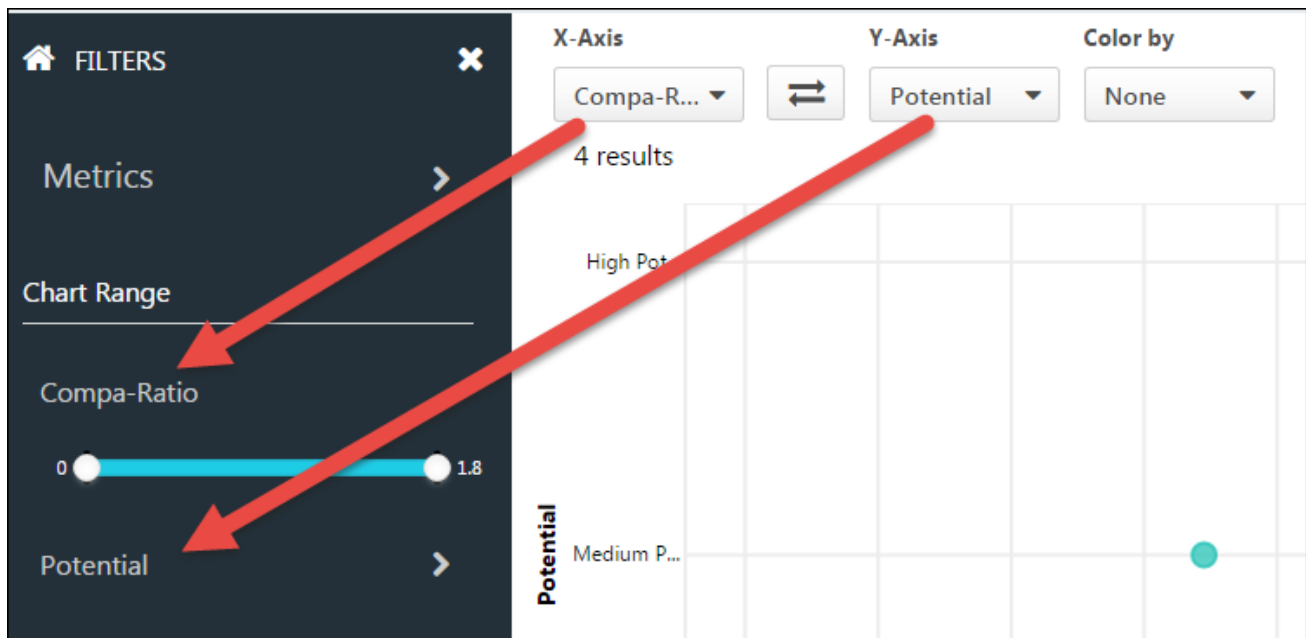 FILTERS
Metrics
Chart Range
Compa-Ratio
0 1.8
Potential
X-Axis Y-Axis Color by
Compa-R... Potential None
4 results
High Pot
Medium P...
Potential